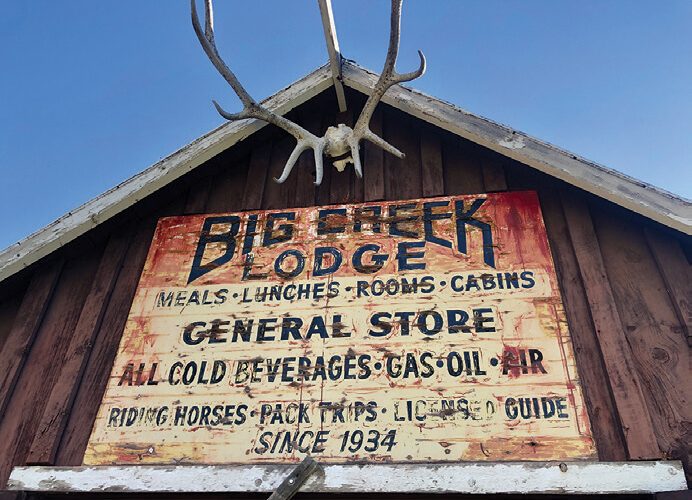 BIG CREEK
LODGE
MEALS · LUNCHES · ROOMS · CABINS
GENERAL STORE
ALL COLD BEVERAGES · GAS · OIL · AIR
RIDING HORSES · PACK TRIPS · LICENSED GUIDE
SINCE 1934